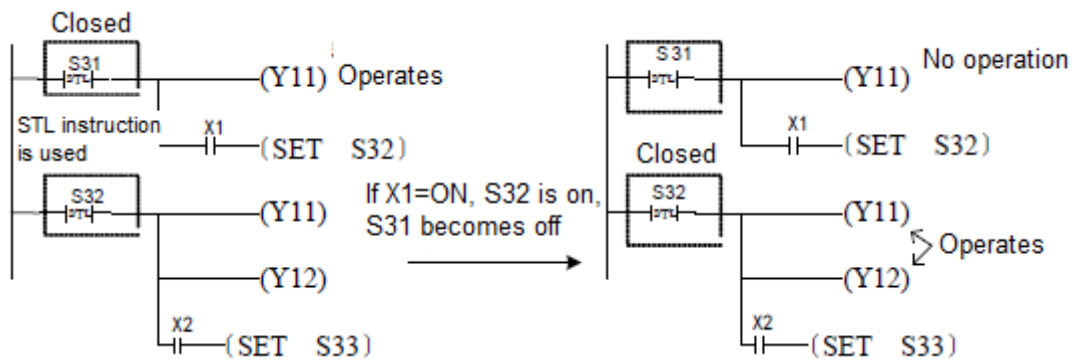 Closed
S31
STL
(Y11)
Operates
STL instruction
is used
X1
(SET S32)
S32
STL
(Y11)
(Y12)
X2
(SET S33)
If X1=ON, S32 is on,
S31 becomes off
S31
STL
(Y11)
No operation
X1
(SET S32)
Closed
S32
STL
(Y11)
Operates
(Y12)
X2
(SET S33)